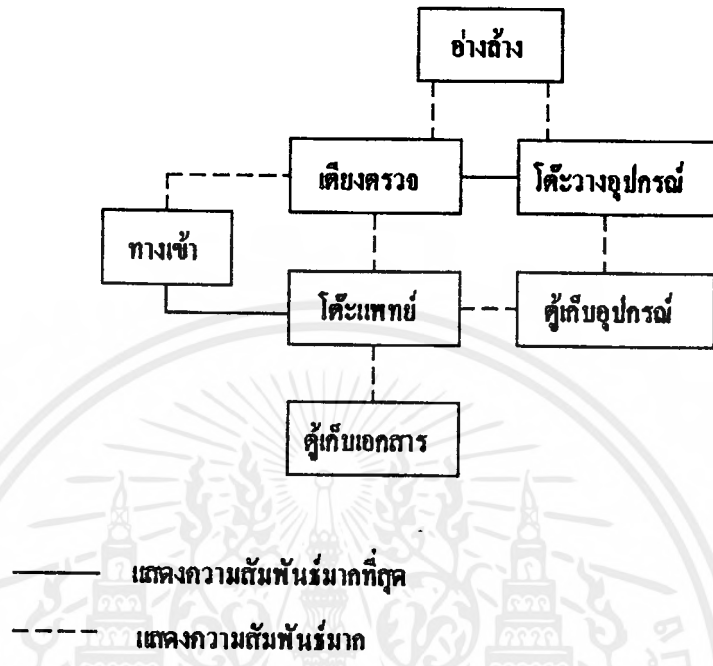 อ่างล้าง
เตียงตรวจ
โต๊ะวางอุปกรณ์
ทางเข้า
โต๊ะแพทย์
ตู้เก็บอุปกรณ์
ตู้เก็บเอกสาร
แสดงความสัมพันธ์มากที่สุด
แสดงความสัมพันธ์มาก